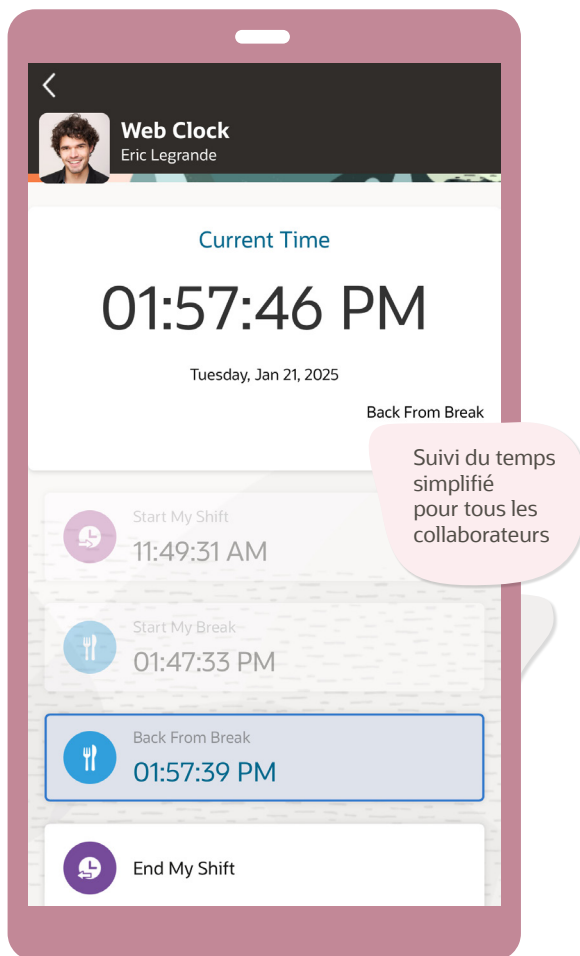 Web Clock
Eric Legrande
Current Time
01:57:46 PM
Tuesday, Jan 21, 2025
Back From Break
Suivi du temps
simplifié
pour tous les
collaborateurs
Start My Shift
11:49:31 AM
Start My Break
01:47:33 PM
Back From Break
01:57:39 PM
End My Shift